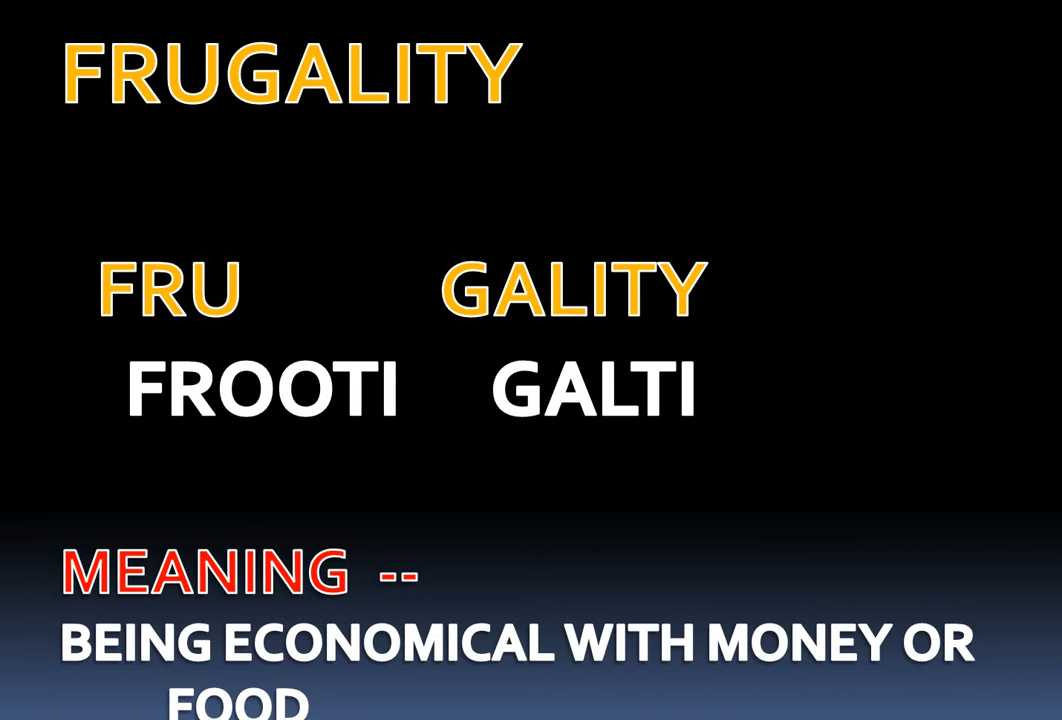 FRUGALITY
FRU GALITY
FROOTI GALTI
MEANING --
BEING ECONOMICAL WITH MONEY OR
FOOD